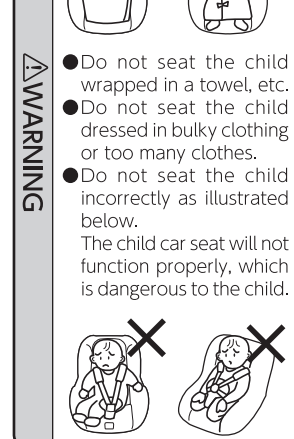 ⚠WARNING
●Do not seat the child
wrapped in a towel, etc.
●Do not seat the child
dressed in bulky clothing
or too many clothes.
●Do not seat the child
incorrectly as illustrated
below.
The child car seat will not
function properly, which
is dangerous to the child.